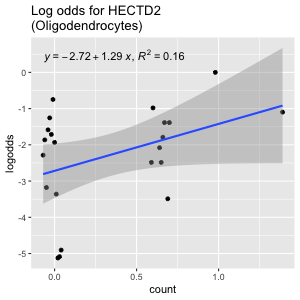 Log odds for HECTD2
(Oligodendrocytes)
y = −2.72 + 1.29 x, R² = 0.16
0
-1
-2
-3
-4
-5
logodds
0.0 0.5 1.0
count